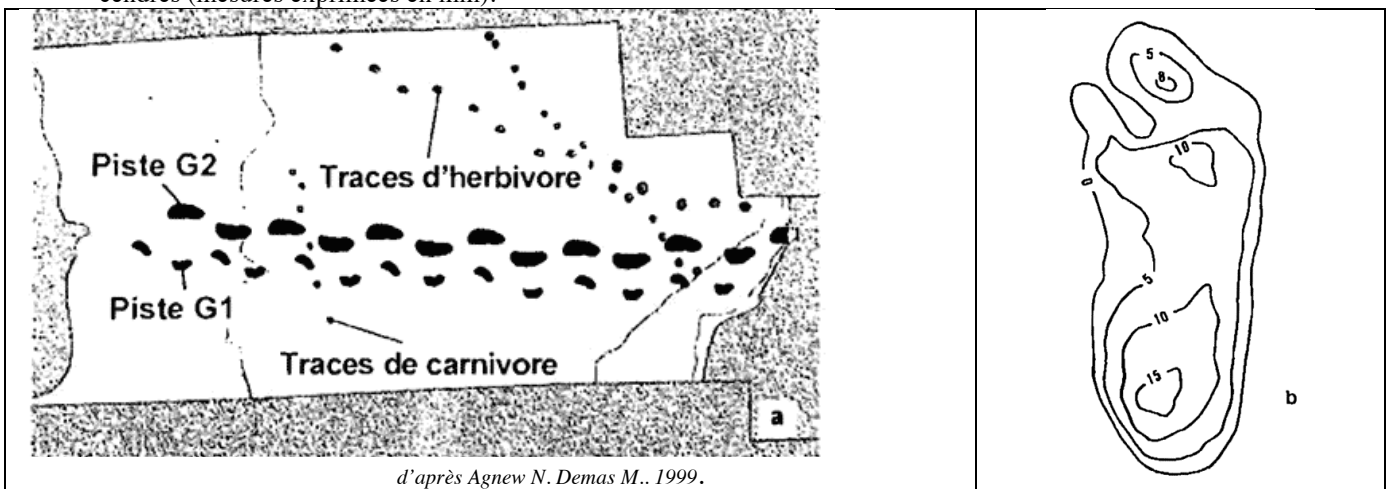 cendres (mesures exprimées en mm).
Piste G2
Traces d'herbivore
Piste G1
Traces de carnivore
a
d'après Agnew N. Demas M.. 1999.
5
8
10
0
5
10
15
b